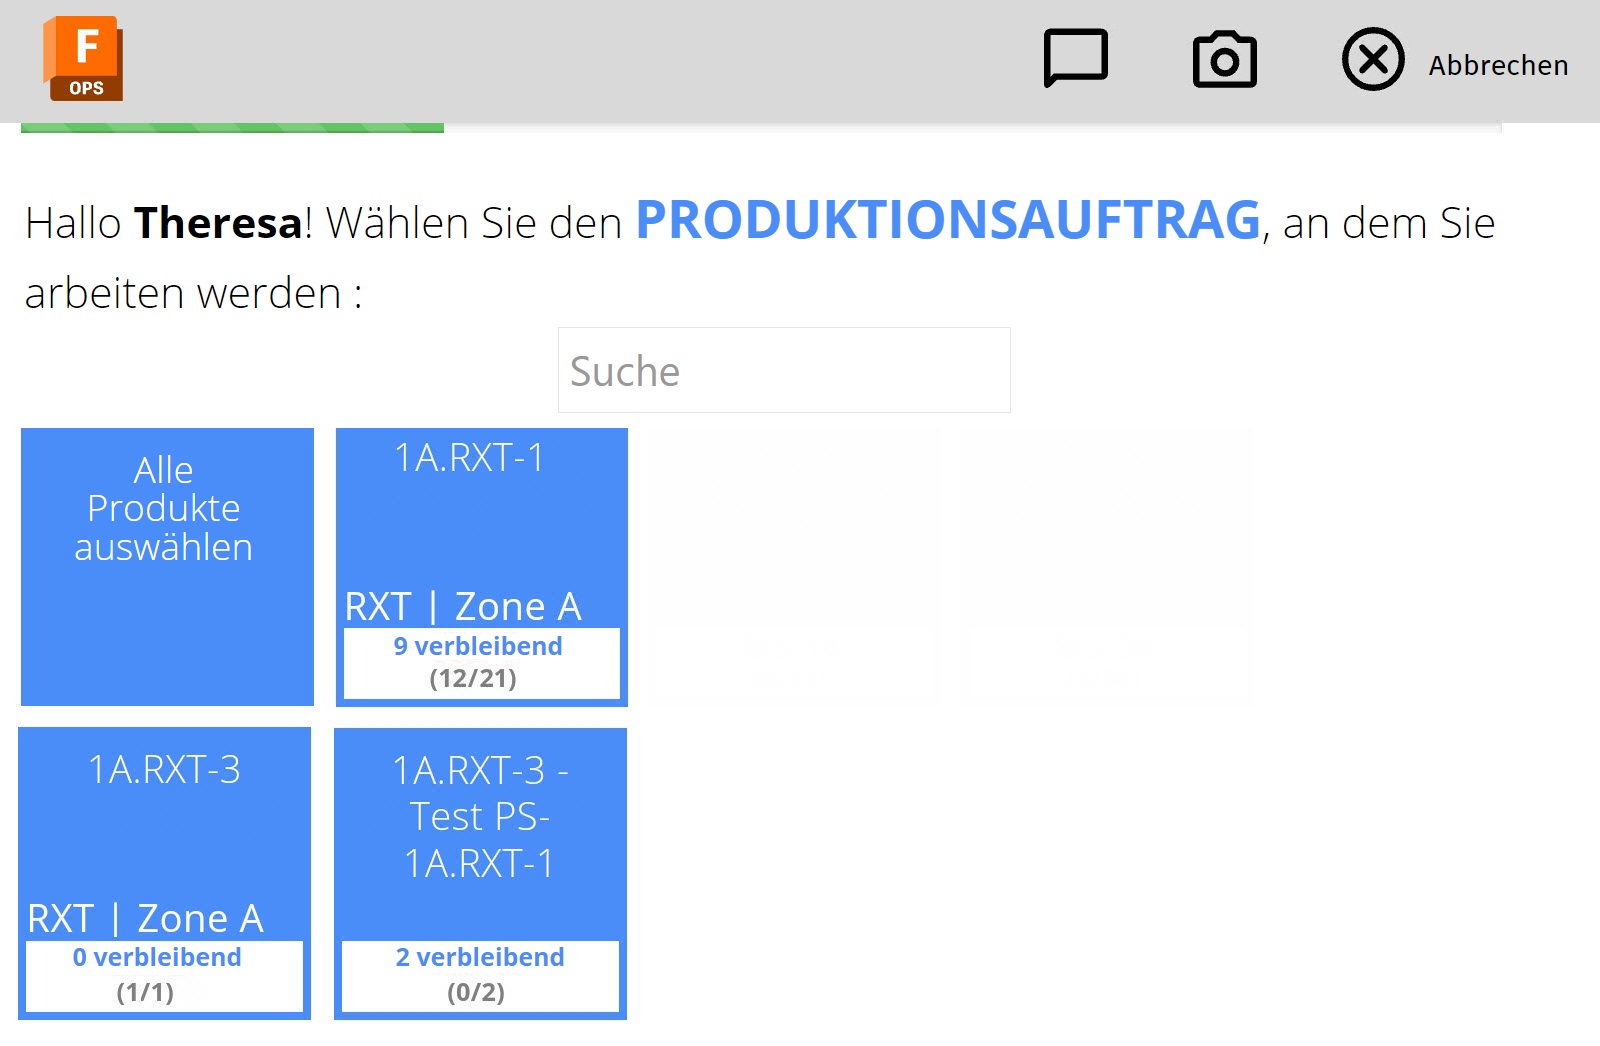 F
OPS
Abbrechen
Hallo Theresa! Wählen Sie den PRODUKTIONSAUFTRAG, an dem Sie
arbeiten werden :
Suche
Alle
Produkte
auswählen
1A.RXT-1
RXT | Zone A
9 verbleibend
(12/21)
1A.RXT-3
RXT | Zone A
0 verbleibend
(1/1)
1A.RXT-3 -
Test PS-
1A.RXT-1
2 verbleibend
(0/2)